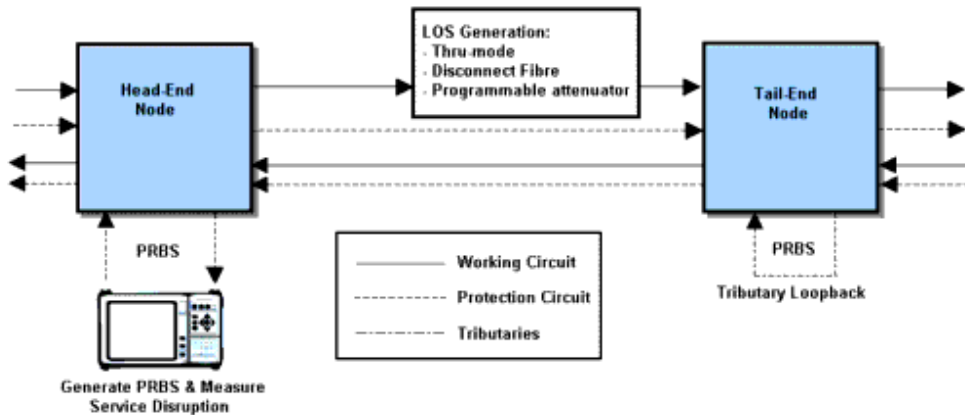 LOS Generation:
- Thru-mode
- Disconnect Fibre
- Programmable attenuator
Head-End
Node
Tail-End
Node
PRBS
PRBS
Tributary Loopback
Working Circuit
Protection Circuit
Tributaries
Generate PRBS & Measure
Service Disruption